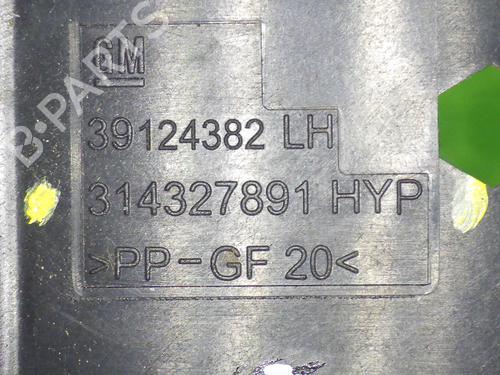 GM
39124382 LH
314327891 HYP
>PP-GF 20<
B-PARTS